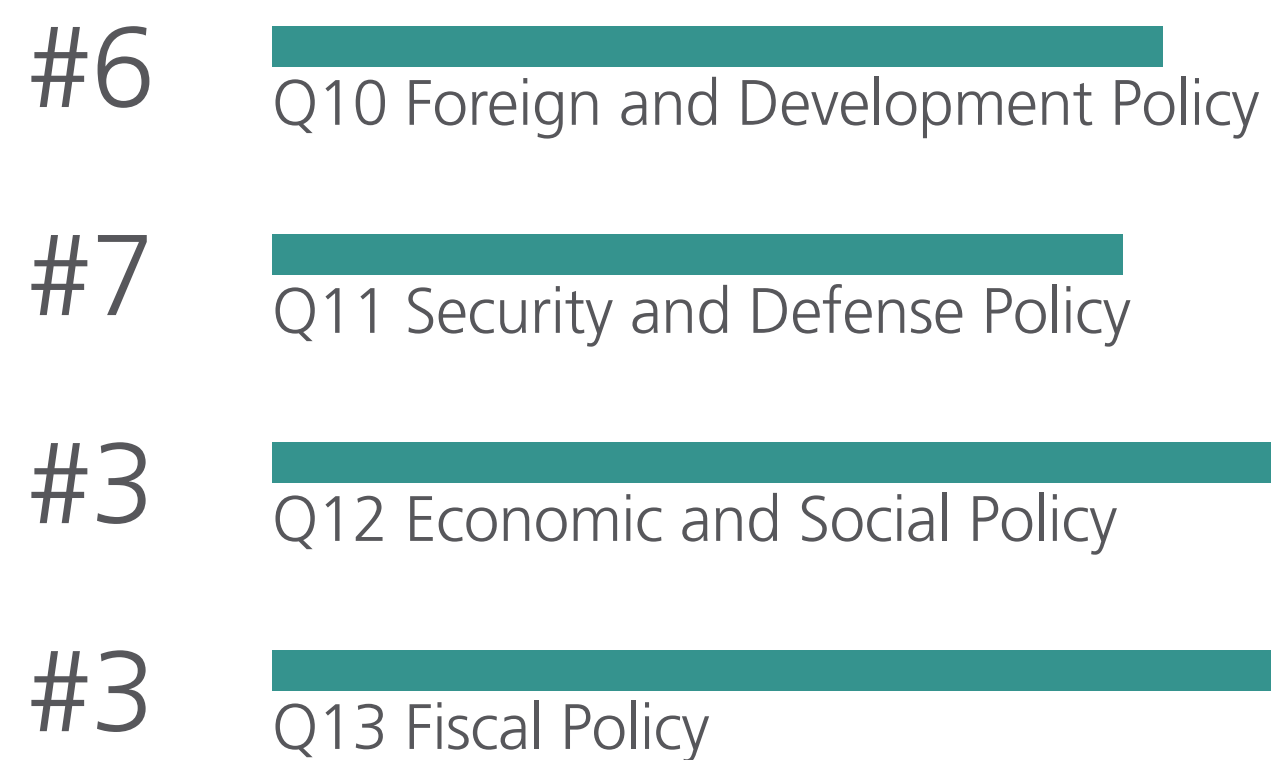 #6
Q10 Foreign and Development Policy
#7
Q11 Security and Defense Policy
#3
Q12 Economic and Social Policy
#3
Q13 Fiscal Policy